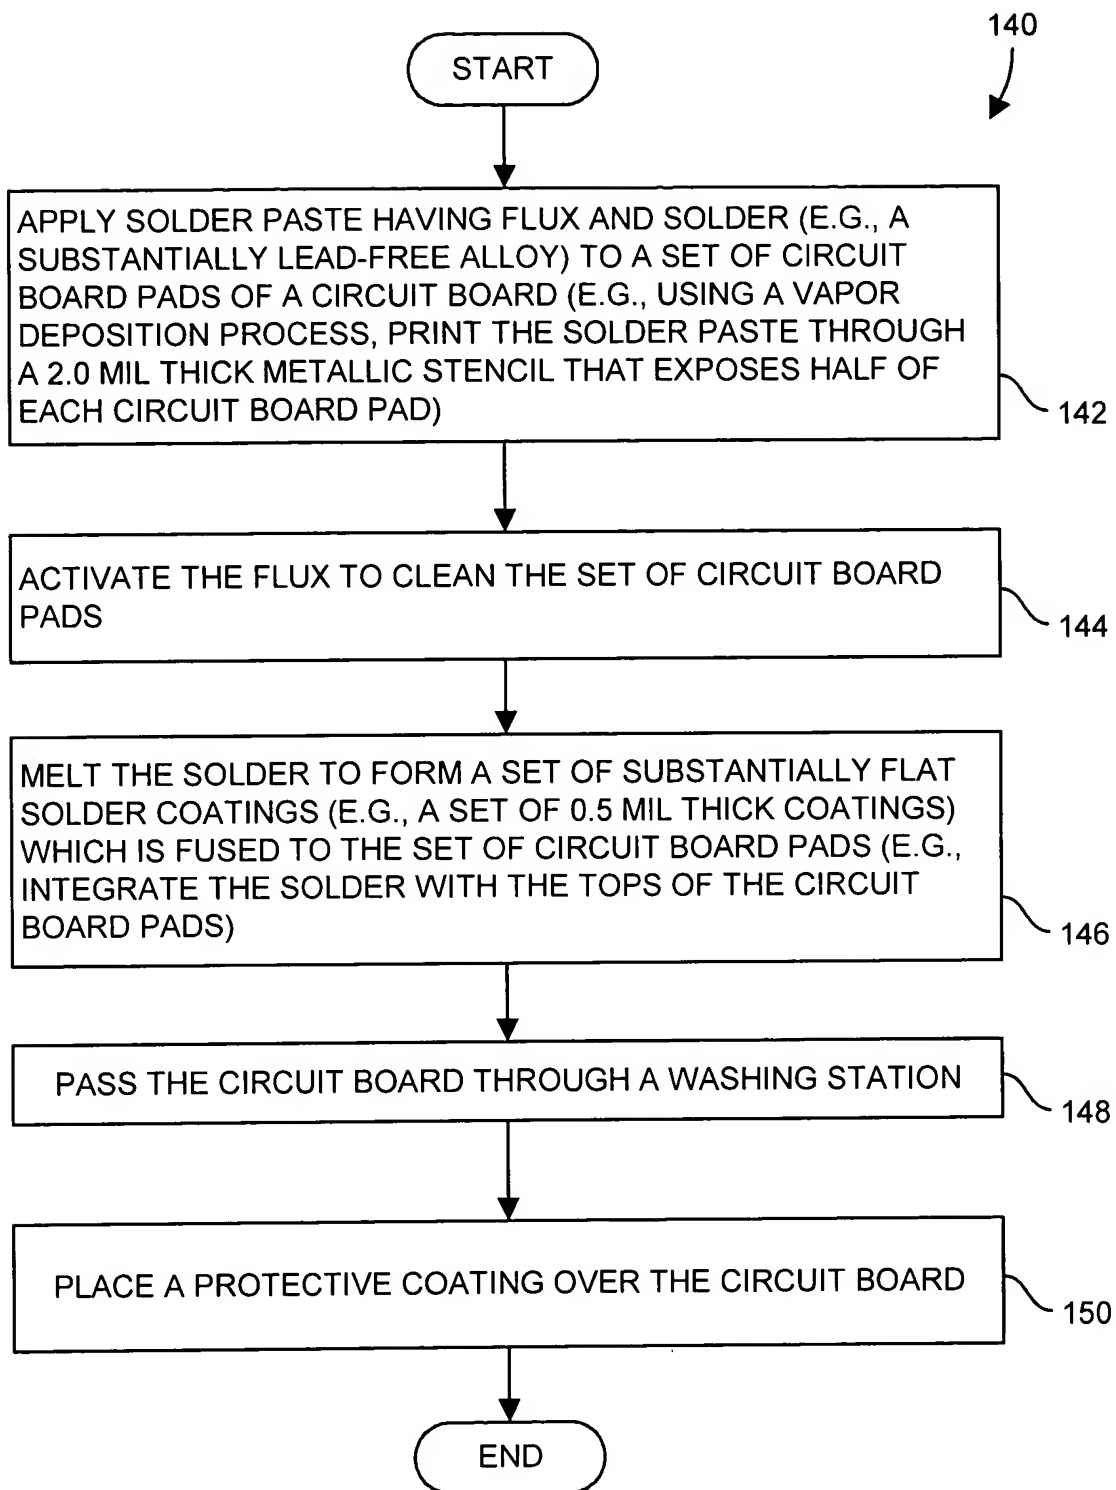 140
START
APPLY SOLDER PASTE HAVING FLUX AND SOLDER (E.G., A
SUBSTANTIALLY LEAD-FREE ALLOY) TO A SET OF CIRCUIT
BOARD PADS OF A CIRCUIT BOARD (E.G., USING A VAPOR
DEPOSITION PROCESS, PRINT THE SOLDER PASTE THROUGH
A 2.0 MIL THICK METALLIC STENCIL THAT EXPOSES HALF OF
EACH CIRCUIT BOARD PAD)
142
ACTIVATE THE FLUX TO CLEAN THE SET OF CIRCUIT BOARD
PADS
144
MELT THE SOLDER TO FORM A SET OF SUBSTANTIALLY FLAT
SOLDER COATINGS (E.G., A SET OF 0.5 MIL THICK COATINGS)
WHICH IS FUSED TO THE SET OF CIRCUIT BOARD PADS (E.G.,
INTEGRATE THE SOLDER WITH THE TOPS OF THE CIRCUIT
BOARD PADS)
146
PASS THE CIRCUIT BOARD THROUGH A WASHING STATION
148
PLACE A PROTECTIVE COATING OVER THE CIRCUIT BOARD
150
END